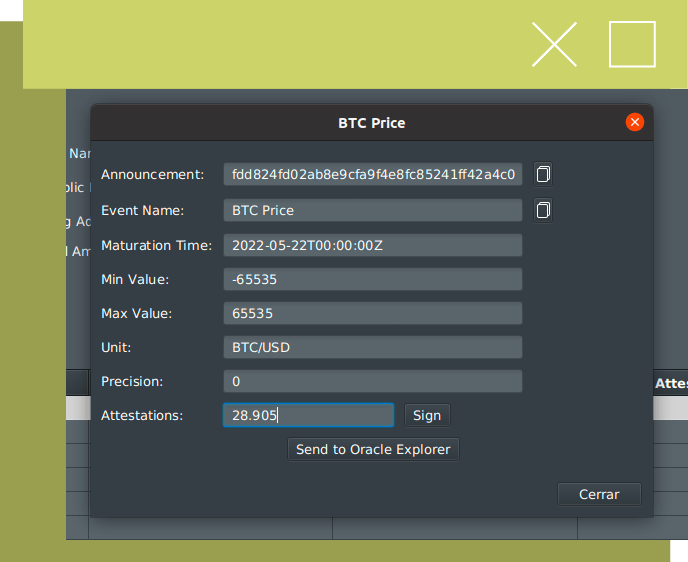 BTC Price
Nar
Announcement: fdd824fd02ab8e9cfa9f4e8fc85241ff42a4c0
blic
Event Name: BTC Price
g Ad
Maturation Time: 2022-05-22T00:00:00Z
Am
Min Value: -65535
Max Value: 65535
Unit: BTC/USD
Precision: 0
Attes
Attestations: 28.905 Sign
Send to Oracle Explorer
Cerrar